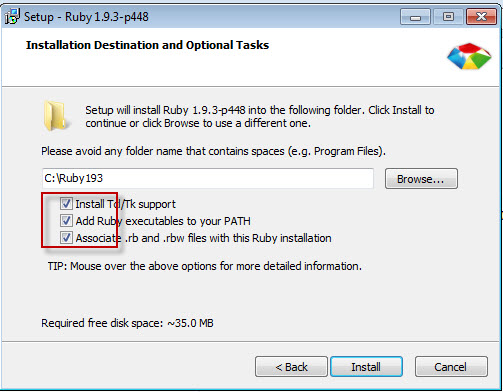 Setup - Ruby 1.9.3-p448
Installation Destination and Optional Tasks
Setup will install Ruby 1.9.3-p448 into the following folder. Click Install to
continue or click Browse to use a different one.
Please avoid any folder name that contains spaces (e.g. Program Files).
C:\Ruby193
Browse...
Install Tcl/Tk support
Add Ruby executables to your PATH
Associate .rb and .rbw files with this Ruby installation
TIP: Mouse over the above options for more detailed information.
Required free disk space: ~35.0 MB
< Back
Install
Cancel